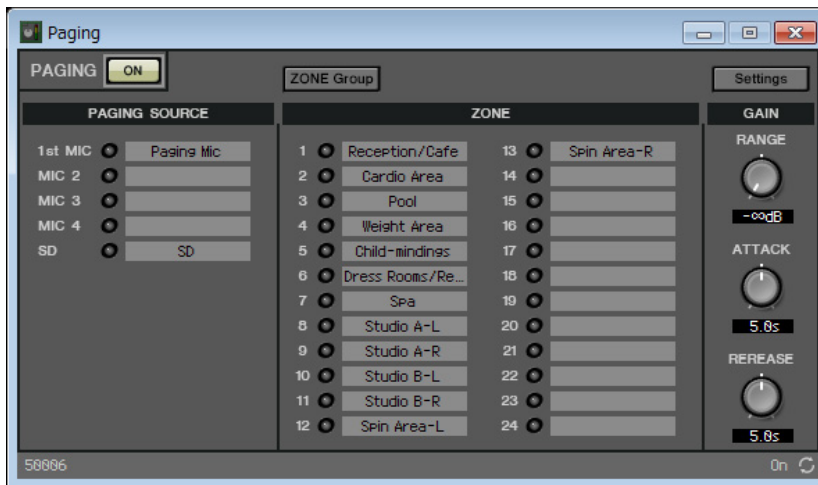 Paging
PAGING ON
ZONE Group
Settings
PAGING SOURCE
ZONE
GAIN
1st MIC Paging Mic
MIC 2
MIC 3
MIC 4
SD SD
1 Reception/Cafe
2 Cardio Area
3 Pool
4 Weight Area
5 Child-mindings
6 Dress Rooms/Re...
7 Spa
8 Studio A-L
9 Studio A-R
10 Studio B-L
11 Studio B-R
12 Spin Area-L
13 Spin Area-R
14
15
16
17
18
19
20
21
22
23
24
RANGE
-∞dB
ATTACK
5.0s
REREASE
5.0s
50006
On